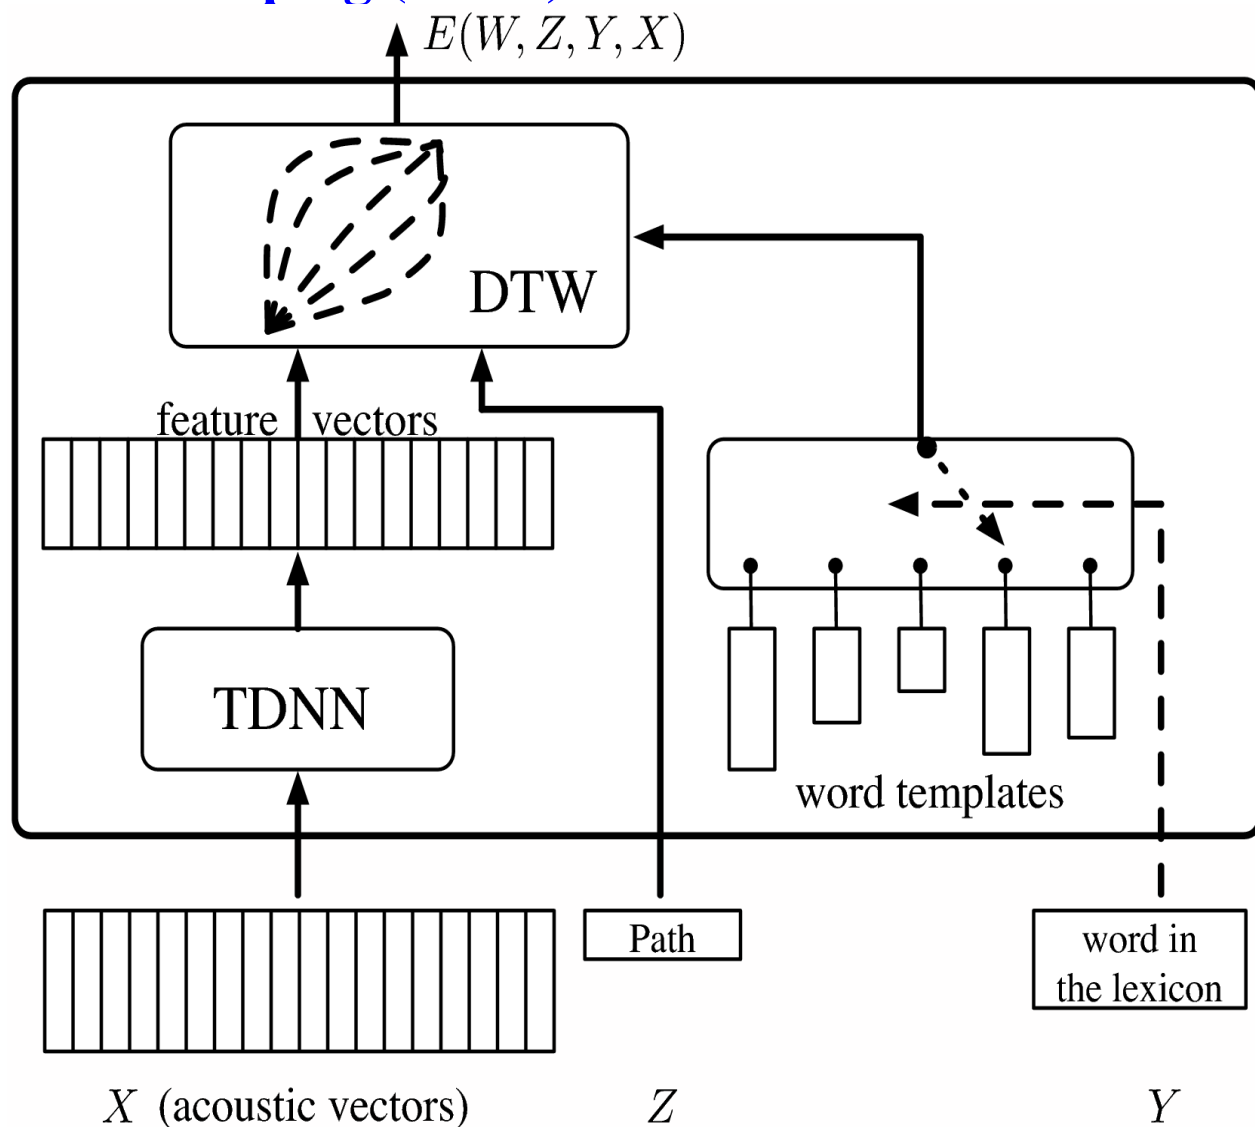 E(W, Z, Y, X)
DTW
feature vectors
TDNN
word templates
Path
word in
the lexicon
X (acoustic vectors)
Z
Y